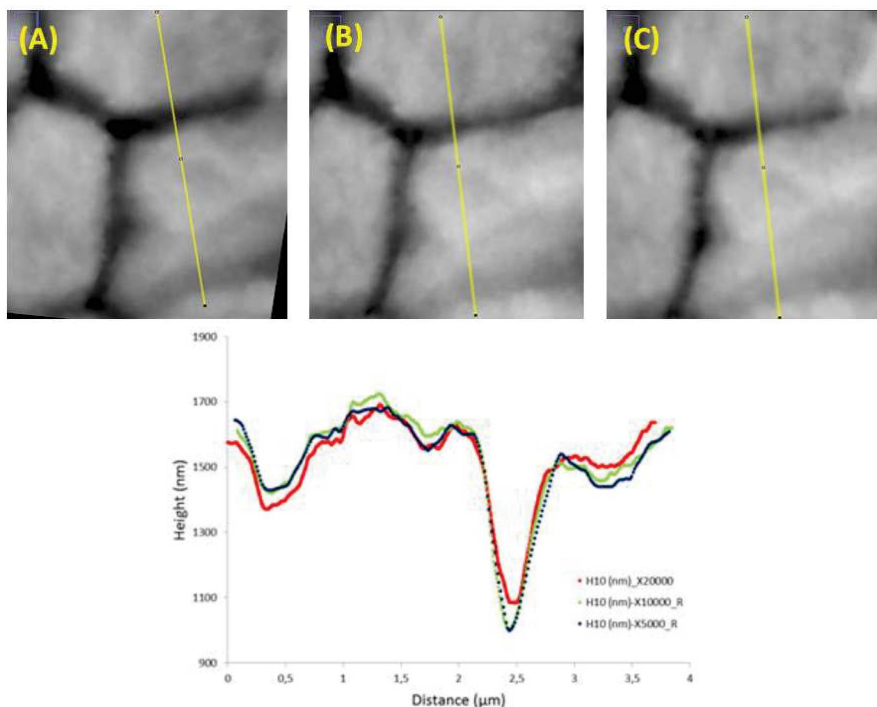 (A) (B) (C)
1900
1700
1500
1300
1100
900
Height (nm)
0 0,5 1 1,5 2 2,5 3 3,5 4
Distance (µm)
H10 (nm)_X20000
H10 (nm)-X10000_R
H10 (nm)-X5000_R